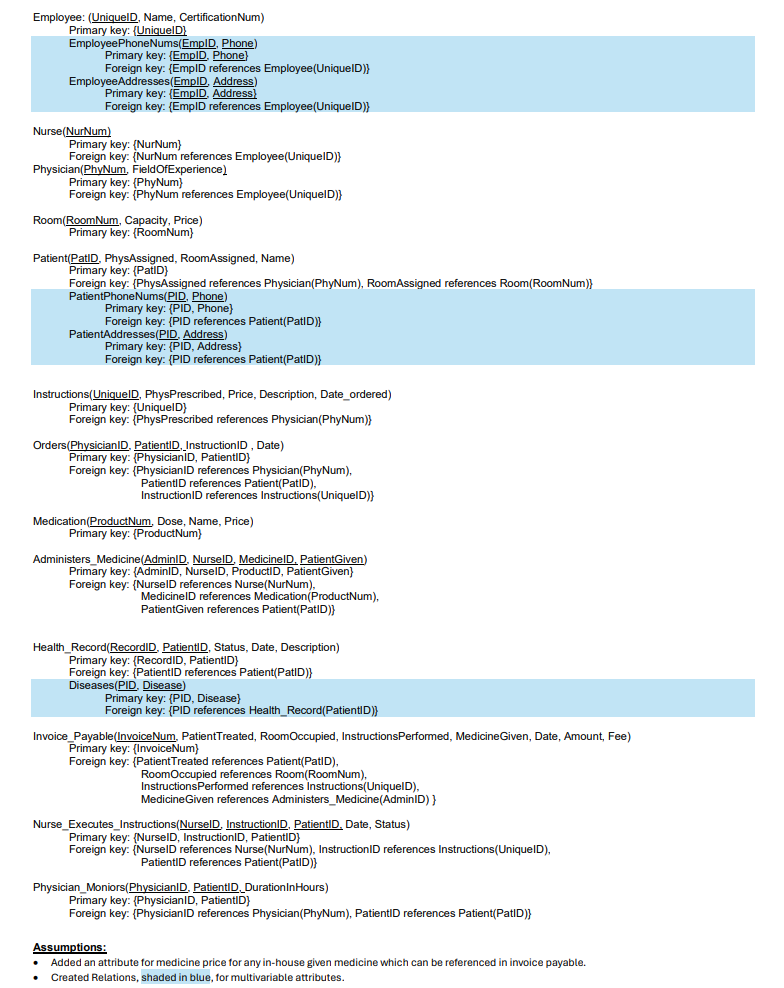 Employee: (UniqueID, Name, CertificationNum)
Primary key: {UniqueID}
EmployeePhoneNums(EmpID, Phone)
Primary key: {EmpID, Phone}
Foreign key: {EmpID references Employee(UniqueID)}
EmployeeAddresses(EmpID, Address)
Primary key: {EmpID, Address}
Foreign key: {EmpID references Employee(UniqueID)}
Nurse(NurNum)
Primary key: {NurNum}
Foreign key: {NurNum references Employee(UniqueID)}
Physician(PhyNum, FieldOfExperience)
Primary key: {PhyNum}
Foreign key: {PhyNum references Employee(UniqueID)}
Room(RoomNum, Capacity, Price)
Primary key: {RoomNum}
Patient(PatID, PhysAssigned, RoomAssigned, Name)
Primary key: {PatID}
Foreign key: {PhysAssigned references Physician(PhyNum), RoomAssigned references Room(RoomNum)}
PatientPhoneNums(PID, Phone)
Primary key: {PID, Phone}
Foreign key: {PID references Patient(PatID)}
PatientAddresses(PID, Address)
Primary key: {PID, Address}
Foreign key: {PID references Patient(PatID)}
Instructions(UniqueID, PhysPrescribed, Price, Description, Date_ordered)
Primary key: {UniqueID}
Foreign key: {PhysPrescribed references Physician(PhyNum)}
Orders(PhysicianID, PatientID, InstructionID , Date)
Primary key: {PhysicianID, PatientID}
Foreign key: {PhysicianID references Physician(PhyNum),
PatientID references Patient(PatID),
InstructionID references Instructions(UniqueID)}
Medication(ProductNum, Dose, Name, Price)
Primary key: {ProductNum}
Administers_Medicine(AdminID, NurseID, MedicineID, PatientGiven)
Primary key: {AdminID, NurseID, ProductID, PatientGiven}
Foreign key: {NurseID references Nurse(NurNum),
MedicineID references Medication(ProductNum),
PatientGiven references Patient(PatID)}
Health_Record(RecordID, PatientID, Status, Date, Description)
Primary key: {RecordID, PatientID}
Foreign key: {PatientID references Patient(PatID)}
Diseases(PID, Disease)
Primary key: {PID, Disease}
Foreign key: {PID references Health_Record(PatientID)}
Invoice_Payable(InvoiceNum, PatientTreated, RoomOccupied, InstructionsPerformed, MedicineGiven, Date, Amount, Fee)
Primary key: {InvoiceNum}
Foreign key: {PatientTreated references Patient(PatID),
RoomOccupied references Room(RoomNum),
InstructionsPerformed references Instructions(UniqueID),
MedicineGiven references Administers_Medicine(AdminID) }
Nurse_Executes_Instructions(NurseID, InstructionID, PatientID, Date, Status)
Primary key: {NurseID, InstructionID, PatientID}
Foreign key: {NurseID references Nurse(NurNum), InstructionID references Instructions(UniqueID),
PatientID references Patient(PatID)}
Physician_Moniors(PhysicianID, PatientID, DurationInHours)
Primary key: {PhysicianID, PatientID}
Foreign key: {PhysicianID references Physician(PhyNum), PatientID references Patient(PatID)}
Assumptions:
• Added an attribute for medicine price for any in-house given medicine which can be referenced in invoice payable.
• Created Relations, shaded in blue, for multivariable attributes.